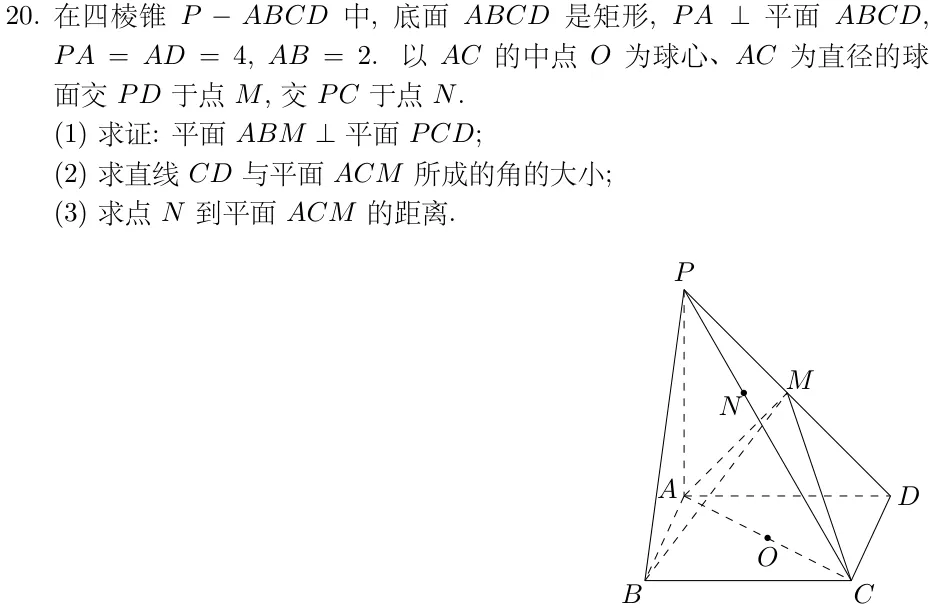 20. 在四棱锥 P − ABCD 中, 底面 ABCD 是矩形, PA ⊥ 平面 ABCD,
PA = AD = 4, AB = 2. 以 AC 的中点 O 为球心、AC 为直径的球
面交 PD 于点 M, 交 PC 于点 N.
(1) 求证: 平面 ABM ⊥ 平面 PCD;
(2) 求直线 CD 与平面 ACM 所成的角的大小;
(3) 求点 N 到平面 ACM 的距离.
P
M
N
A
D
O
B
C